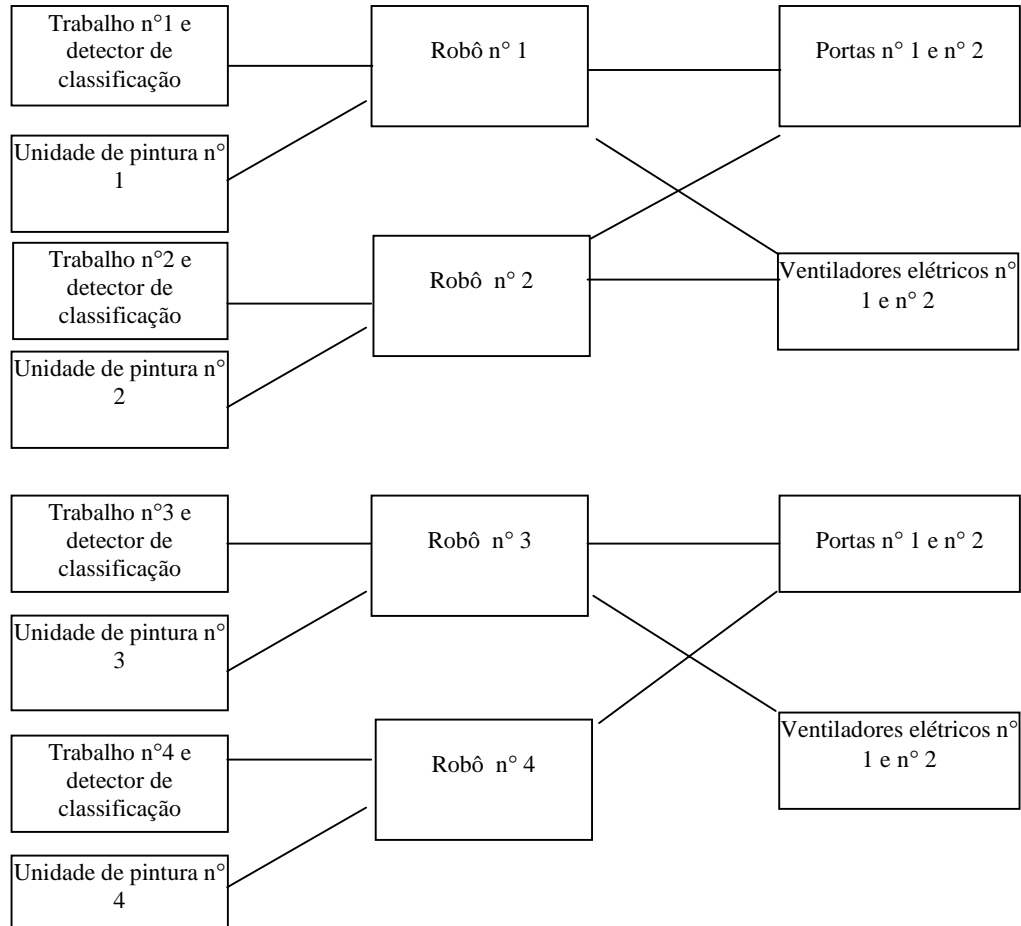 Trabalho n°1 e
detector de
classificação
Robô n° 1
Portas n° 1 e n° 2
Unidade de pintura n°
1
Trabalho n°2 e
detector de
classificação
Robô n° 2
Ventiladores elétricos n°
1 e n° 2
Unidade de pintura n°
2
Trabalho n°3 e
detector de
classificação
Robô n° 3
Portas n° 1 e n° 2
Unidade de pintura n°
3
Trabalho n°4 e
detector de
classificação
Robô n° 4
Ventiladores elétricos n°
1 e n° 2
Unidade de pintura n°
4